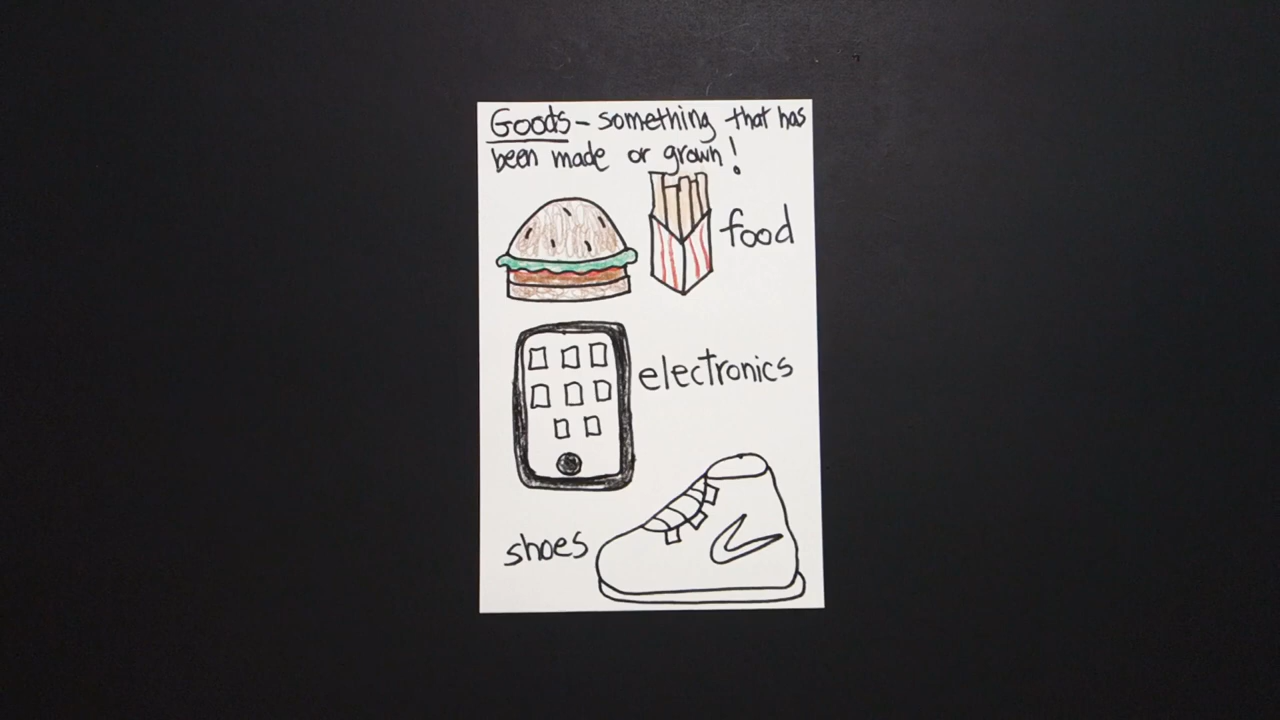 Goods - something that has
been made or grown!
food
electronics
shoes